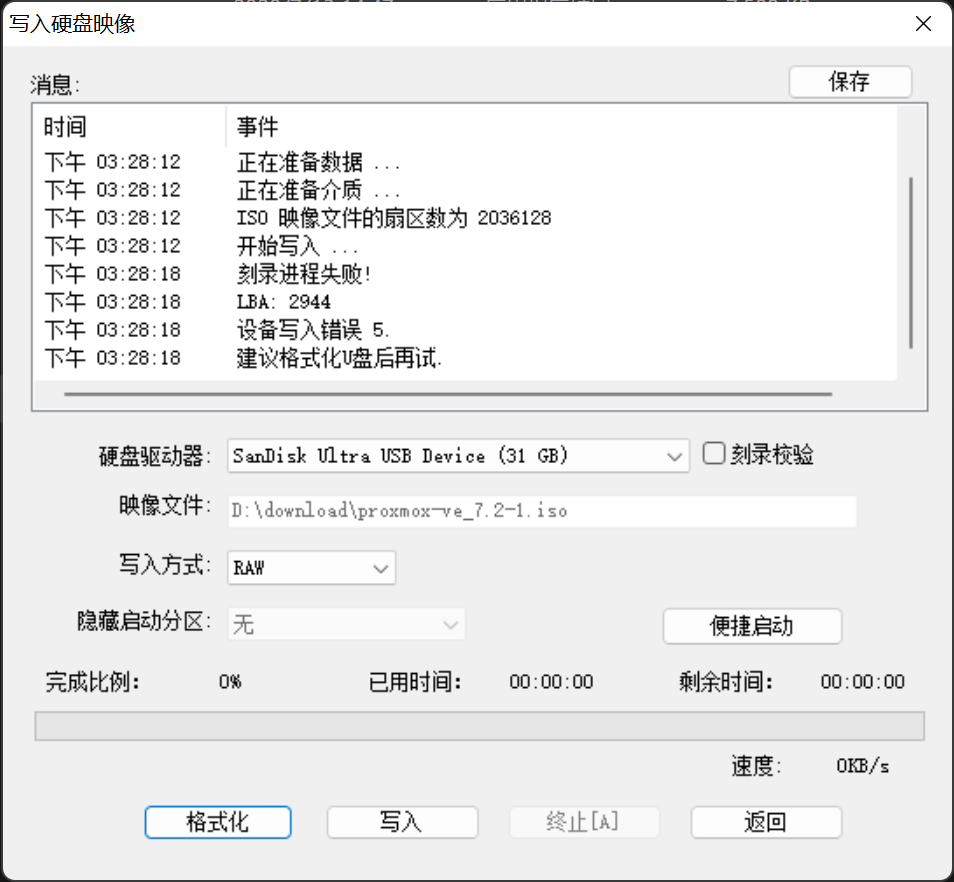 写入硬盘映像
消息:
保存
时间 事件
下午 03:28:12 正在准备数据 ...
下午 03:28:12 正在准备介质 ...
下午 03:28:12 ISO 映像文件的扇区数为 2036128
下午 03:28:12 开始写入 ...
下午 03:28:18 刻录进程失败!
下午 03:28:18 LBA: 2944
下午 03:28:18 设备写入错误 5.
下午 03:28:18 建议格式化U盘后再试.
硬盘驱动器: SanDisk Ultra USB Device (31 GB) 刻录校验
映像文件: D:\download\proxmox-ve_7.2-1.iso
写入方式: RAW
隐藏启动分区: 无 便捷启动
完成比例: 0% 已用时间: 00:00:00 剩余时间: 00:00:00
速度: 0KB/s
格式化 写入 终止[A] 返回